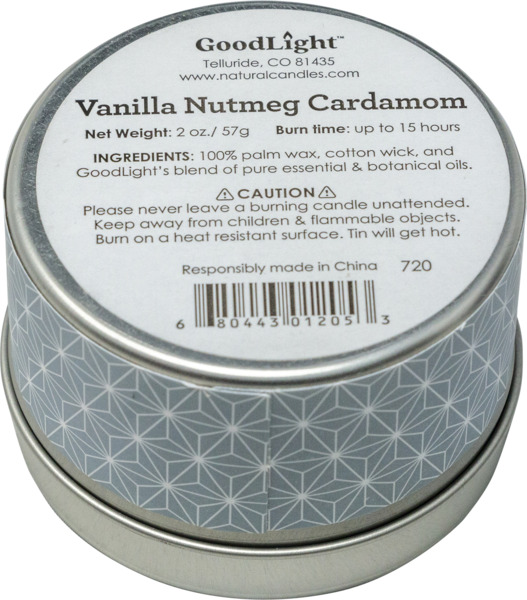 GoodLight™
Telluride, CO 81435
www.naturalcandles.com
Vanilla Nutmeg Cardamom
Net Weight: 2 oz./ 57g Burn time: up to 15 hours
INGREDIENTS: 100% palm wax, cotton wick, and
GoodLight's blend of pure essential & botanical oils.
⚠ CAUTION ⚠
Please never leave a burning candle unattended.
Keep away from children & flammable objects.
Burn on a heat resistant surface. Tin will get hot.
Responsibly made in China 720
6 80443 01205 3